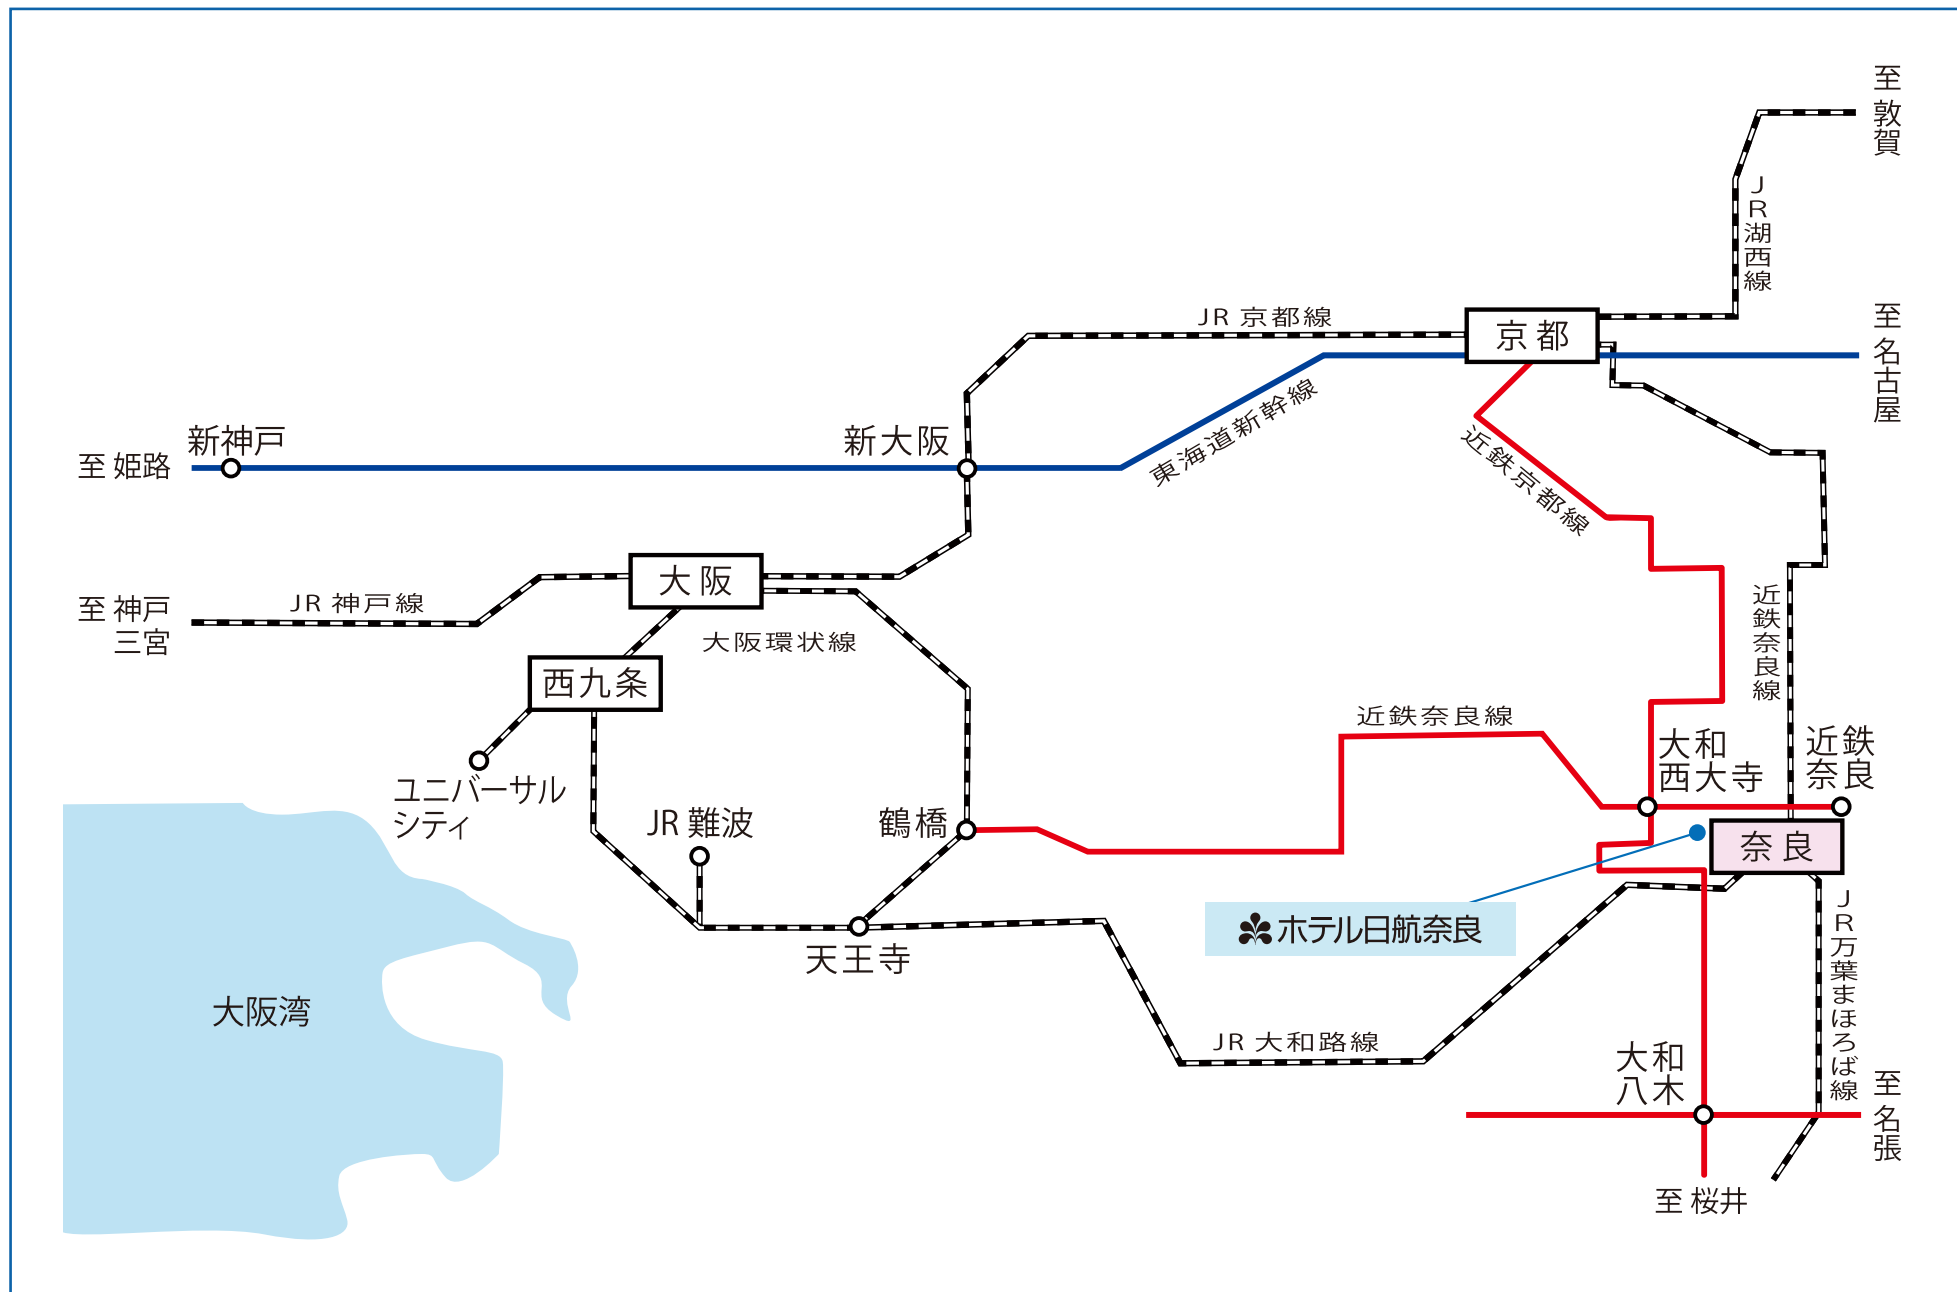 至 敦賀
JR湖西線
JR 京都線
京都
至 名古屋
新神戸
新大阪
至 姫路
東海道新幹線
近鉄京都線
大阪
至 神戸
三宮
JR 神戸線
大阪環状線
近鉄奈良線
西九条
近鉄奈良線
大和
西大寺
近鉄
奈良
ユニバーサル
シティ
JR 難波
鶴橋
奈良
ホテル日航奈良
天王寺
JR万葉まほろば線
大阪湾
JR 大和路線
大和
八木
至 名張
至 桜井